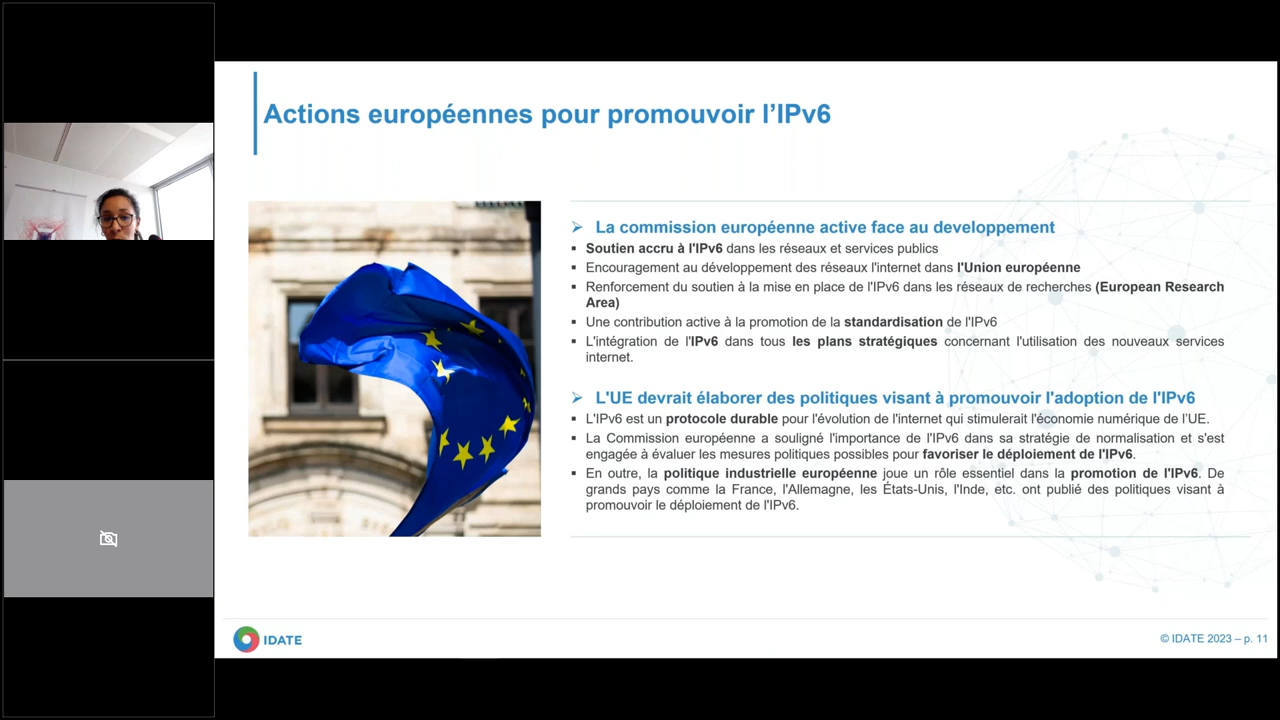 Actions européennes pour promouvoir l’IPv6
➢ La commission européenne active face au developpement
▪ Soutien accru à l'IPv6 dans les réseaux et services publics
▪ Encouragement au développement des réseaux l'internet dans l'Union européenne
▪ Renforcement du soutien à la mise en place de l'IPv6 dans les réseaux de recherches (European Research
Area)
▪ Une contribution active à la promotion de la standardisation de l'IPv6
▪ L'intégration de l'IPv6 dans tous les plans stratégiques concernant l'utilisation des nouveaux services
internet.
➢ L'UE devrait élaborer des politiques visant à promouvoir l'adoption de l'IPv6
▪ L'IPv6 est un protocole durable pour l'évolution de l'internet qui stimulerait l'économie numérique de l’UE.
▪ La Commission européenne a souligné l'importance de l'IPv6 dans sa stratégie de normalisation et s'est
engagée à évaluer les mesures politiques possibles pour favoriser le déploiement de l'IPv6.
▪ En outre, la politique industrielle européenne joue un rôle essentiel dans la promotion de l'IPv6. De
grands pays comme la France, l'Allemagne, les États-Unis, l'Inde, etc. ont publié des politiques visant à
promouvoir le déploiement de l'IPv6.
IDATE
© IDATE 2023 – p. 11